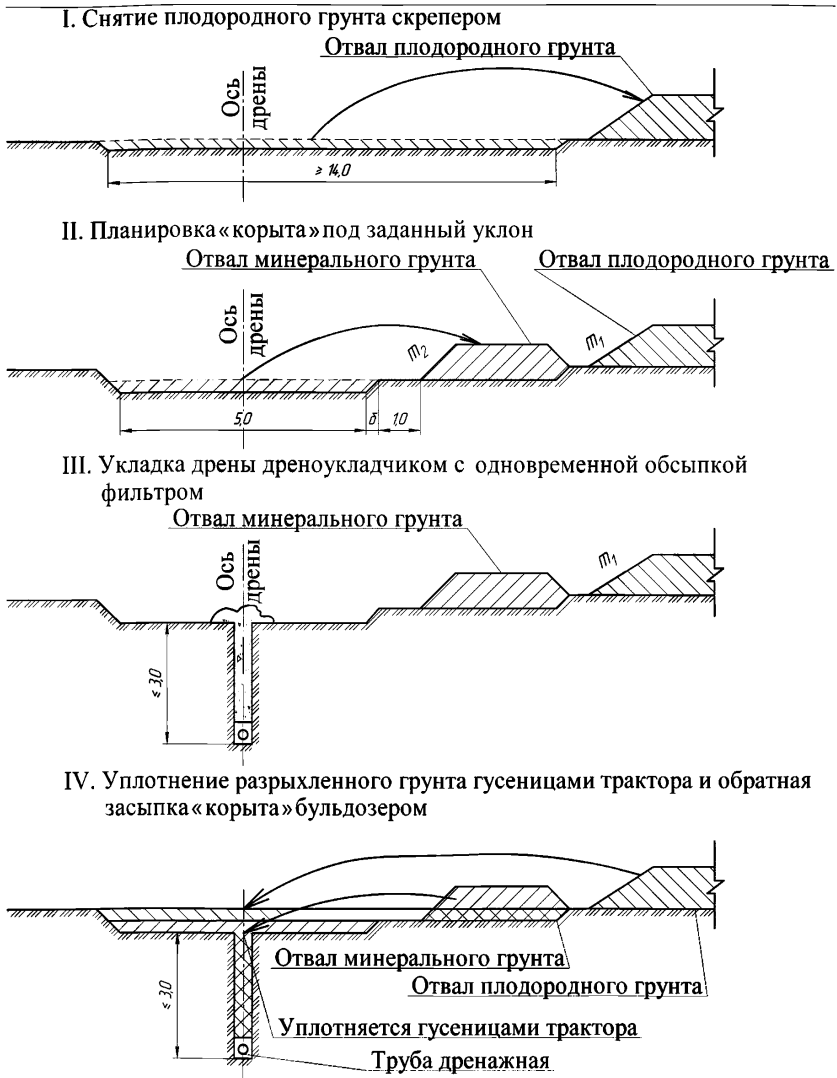 I. Снятие плодородного грунта скрепером
Отвал плодородного грунта
Ось
дрены
≥ 14,0
II. Планировка «корыта» под заданный уклон
Отвал минерального грунта
Отвал плодородного грунта
Ось
дрены
m2
m1
5,0
б
1,0
III. Укладка дрены дреноукладчиком с одновременной обсыпкой
фильтром
Отвал минерального грунта
Ось
дрены
m1
≤ 3,0
IV. Уплотнение разрыхленного грунта гусеницами трактора и обратная
засыпка «корыта» бульдозером
Отвал минерального грунта
Отвал плодородного грунта
≤ 3,0
Уплотняется гусеницами трактора
Труба дренажная